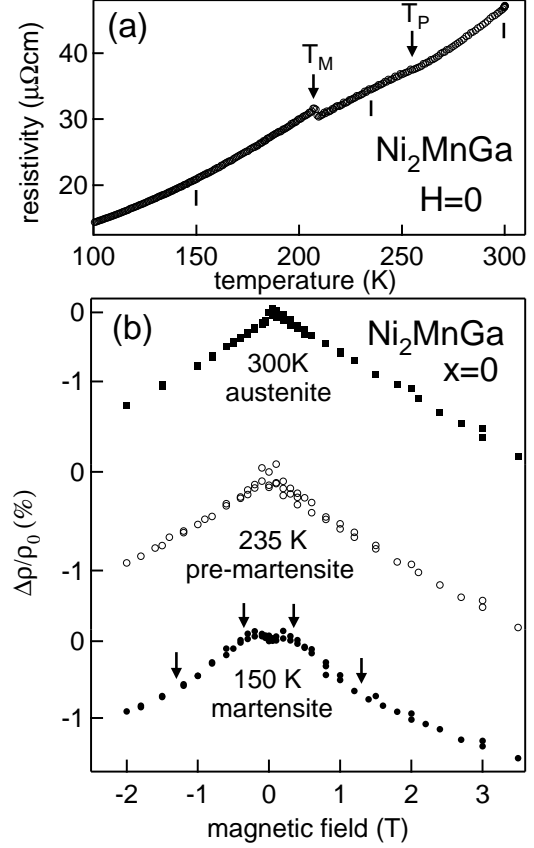 (a)
T_M
T_P
Ni₂MnGa
H=0
resistivity (μΩcm)
40
30
20
100 150 200 250 300
temperature (K)
(b)
Ni₂MnGa
x=0
300K
austenite
235 K
pre-martensite
150 K
martensite
Δρ/ρ₀ (%)
0
-1
0
-1
0
-1
-2 -1 0 1 2 3
magnetic field (T)